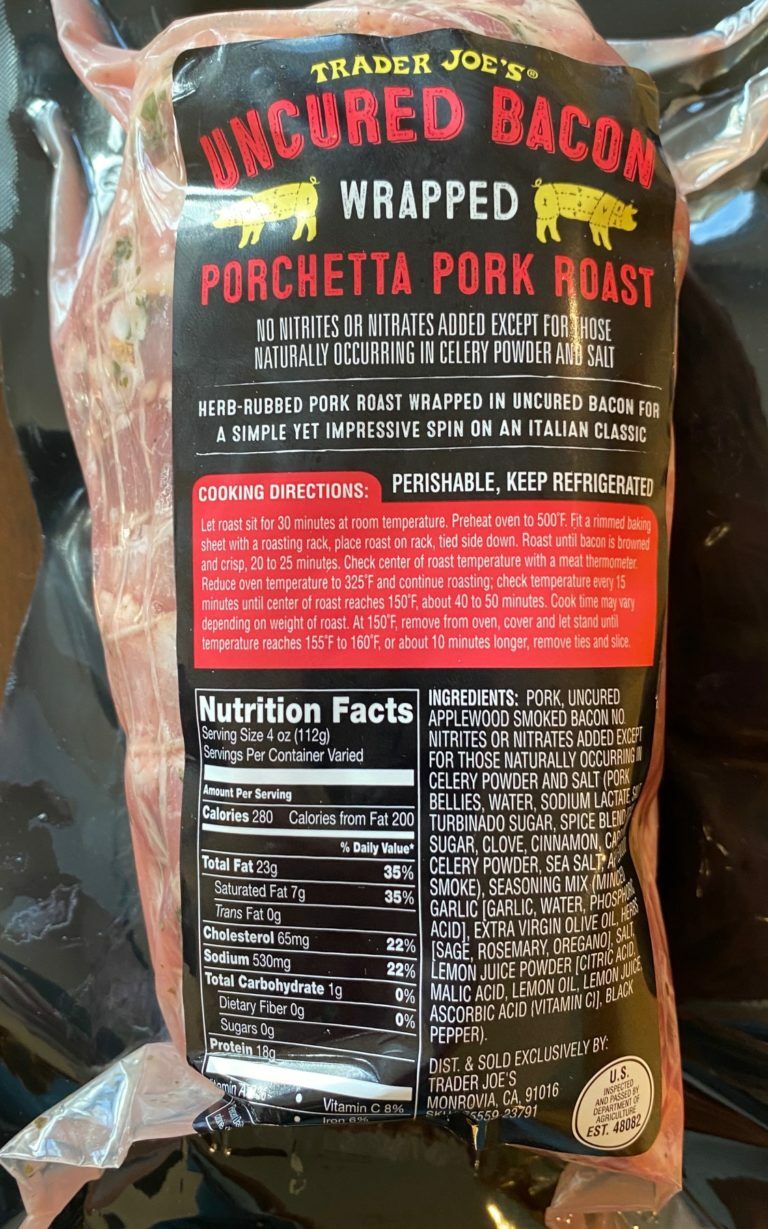 TRADER JOE'S®
UNCURED BACON
WRAPPED
PORCHETTA PORK ROAST
NO NITRITES OR NITRATES ADDED EXCEPT FOR THOSE
NATURALLY OCCURRING IN CELERY POWDER AND SALT
HERB-RUBBED PORK ROAST WRAPPED IN UNCURED BACON FOR
A SIMPLE YET IMPRESSIVE SPIN ON AN ITALIAN CLASSIC
COOKING DIRECTIONS: PERISHABLE, KEEP REFRIGERATED
Let roast sit for 30 minutes at room temperature. Preheat oven to 500°F. Fit a rimmed baking
sheet with a roasting rack, place roast on rack, tied side down. Roast until bacon is browned
and crisp, 20 to 25 minutes. Check center of roast temperature with a meat thermometer.
Reduce oven temperature to 325°F and continue roasting; check temperature every 15
minutes until center of roast reaches 150°F, about 40 to 50 minutes. Cook time may vary
depending on weight of roast. At 150°F, remove from oven, cover and let stand until
temperature reaches 155°F to 160°F, or about 10 minutes longer, remove ties and slice.
Nutrition Facts
Serving Size 4 oz (112g)
Servings Per Container Varied
Amount Per Serving
Calories 280 Calories from Fat 200
% Daily Value*
Total Fat 23g 35%
Saturated Fat 7g 35%
Trans Fat 0g
Cholesterol 65mg 22%
Sodium 530mg 22%
Total Carbohydrate 1g 0%
Dietary Fiber 0g 0%
Sugars 0g
Protein 18g
Vitamin C 8%
Iron 6%
INGREDIENTS: PORK, UNCURED
APPLEWOOD SMOKED BACON NO
NITRITES OR NITRATES ADDED EXCEPT
FOR THOSE NATURALLY OCCURRING IN
CELERY POWDER AND SALT (PORK
BELLIES, WATER, SODIUM LACTATE,
TURBINADO SUGAR, SPICE BLEND
SUGAR, CLOVE, CINNAMON,
CELERY POWDER, SEA SALT,
SMOKE), SEASONING MIX (MINCED
GARLIC [GARLIC, WATER, PHOSPHORIC
ACID], EXTRA VIRGIN OLIVE OIL, HERBS
[SAGE, ROSEMARY, OREGANO], SALT,
LEMON JUICE POWDER [CITRIC ACID,
MALIC ACID, LEMON OIL, LEMON JUICE,
ASCORBIC ACID (VITAMIN C)], BLACK
PEPPER).
DIST. & SOLD EXCLUSIVELY BY:
TRADER JOE'S
MONROVIA, CA, 91016
SKU
U.S.
INSPECTED
AND PASSED BY
DEPARTMENT OF
AGRICULTURE
EST. 48082